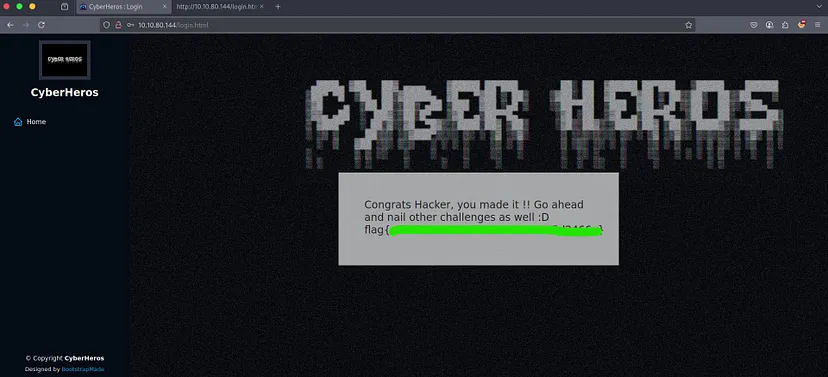 CyberHeros : Login
http://10.10.80.144/login.htm
10.10.80.144/login.html
CYBER HEROS
CyberHeros
Home
CYBER HEROS
Congrats Hacker, you made it !! Go ahead
and nail other challenges as well :D
flag{
}
© Copyright CyberHeros
Designed by BootstrapMade